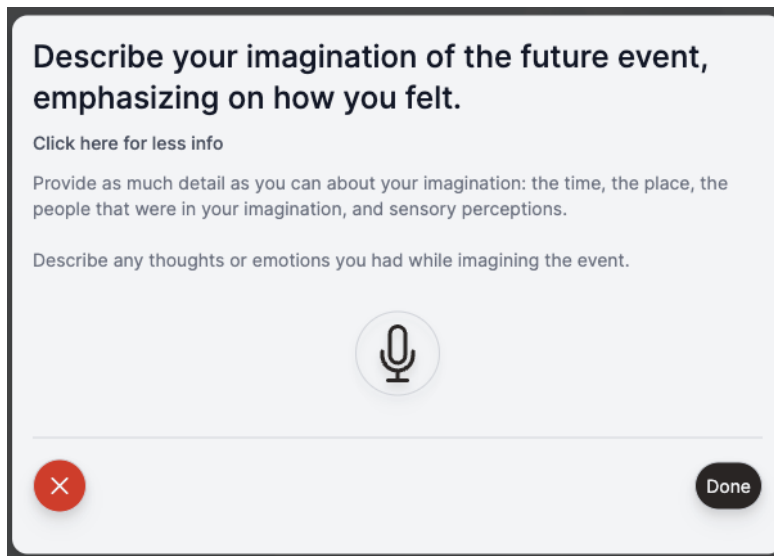 Describe your imagination of the future event,
emphasizing on how you felt.
Click here for less info
Provide as much detail as you can about your imagination: the time, the place, the
people that were in your imagination, and sensory perceptions.
Describe any thoughts or emotions you had while imagining the event.
Done